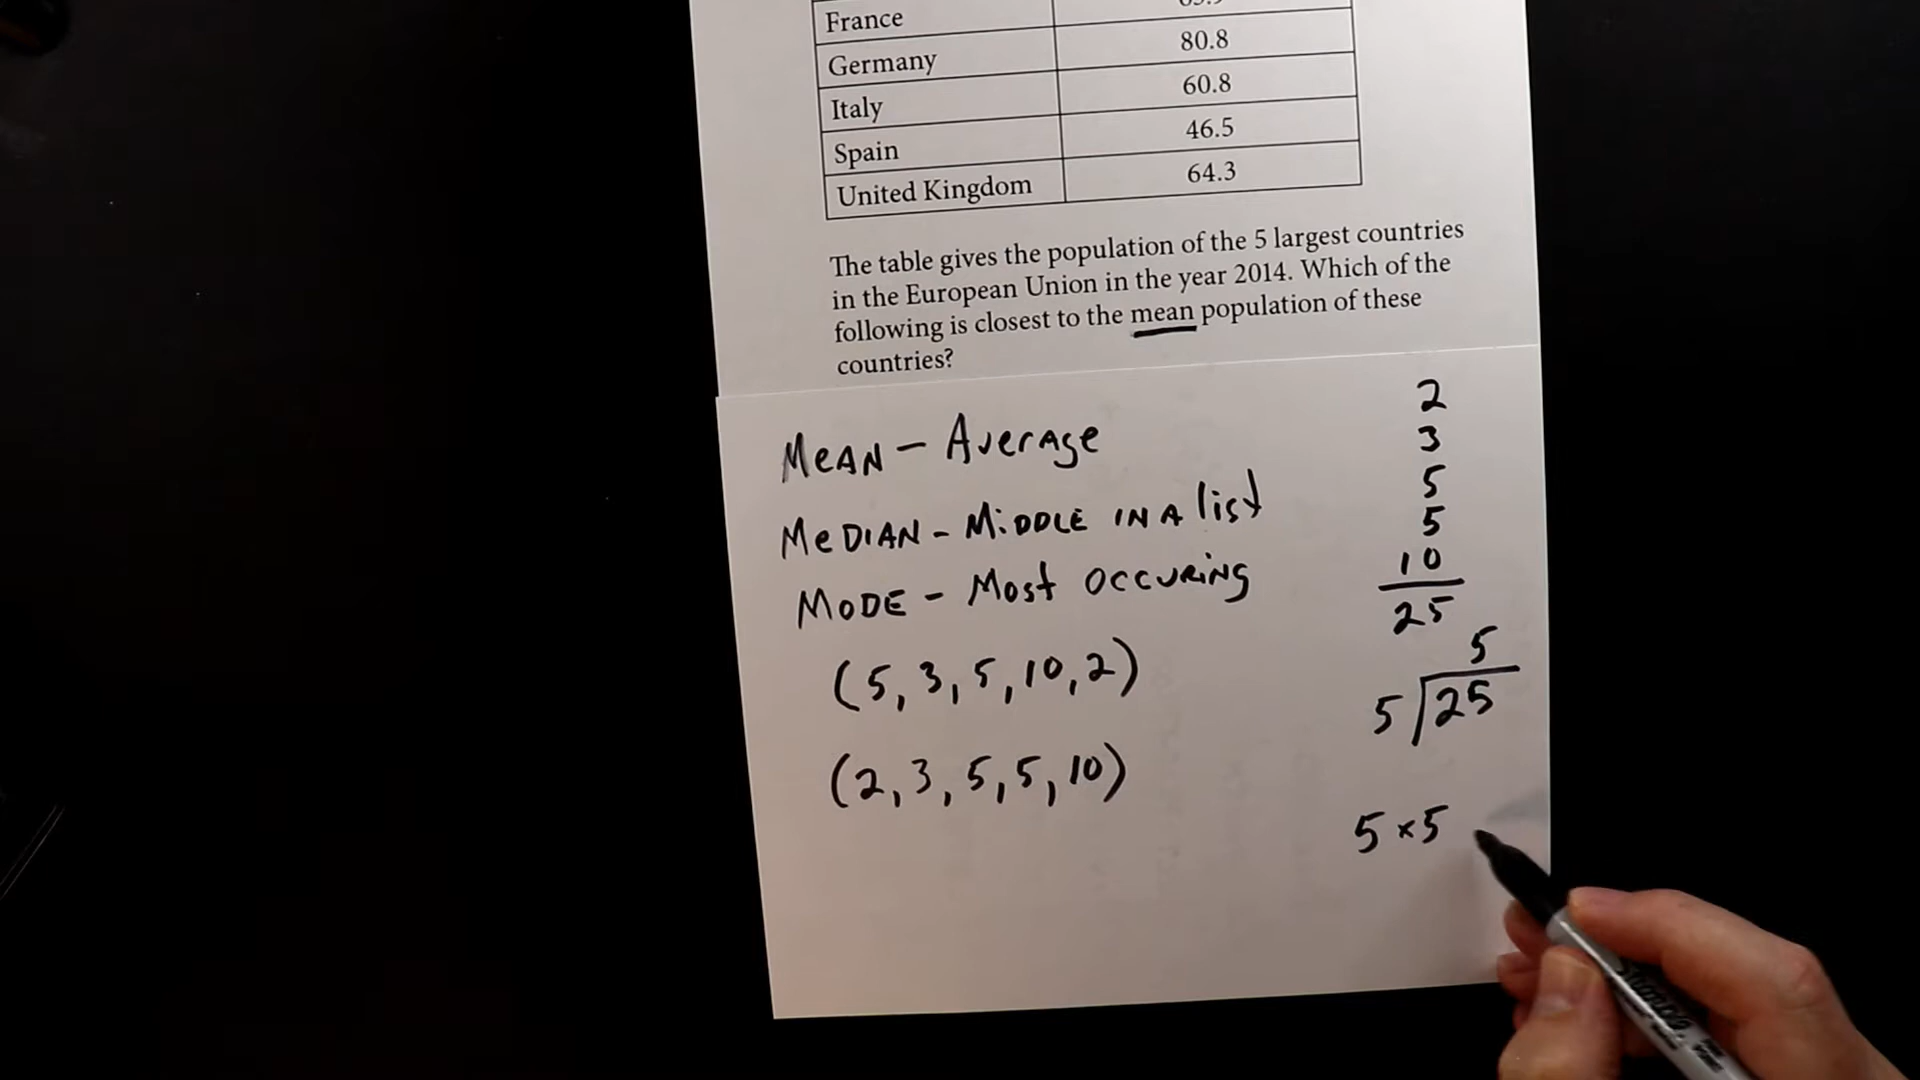 France
Germany 80.8
Italy 60.8
Spain 46.5
United Kingdom 64.3
The table gives the population of the 5 largest countries
in the European Union in the year 2014. Which of the
following is closest to the mean population of these
countries?
MEAN - Average
MEDIAN - MIDDLE IN A list
MODE - Most occuring
(5, 3, 5, 10, 2)
(2, 3, 5, 5, 10)
2
3
5
5
10
25
5
5 25
5 x 5